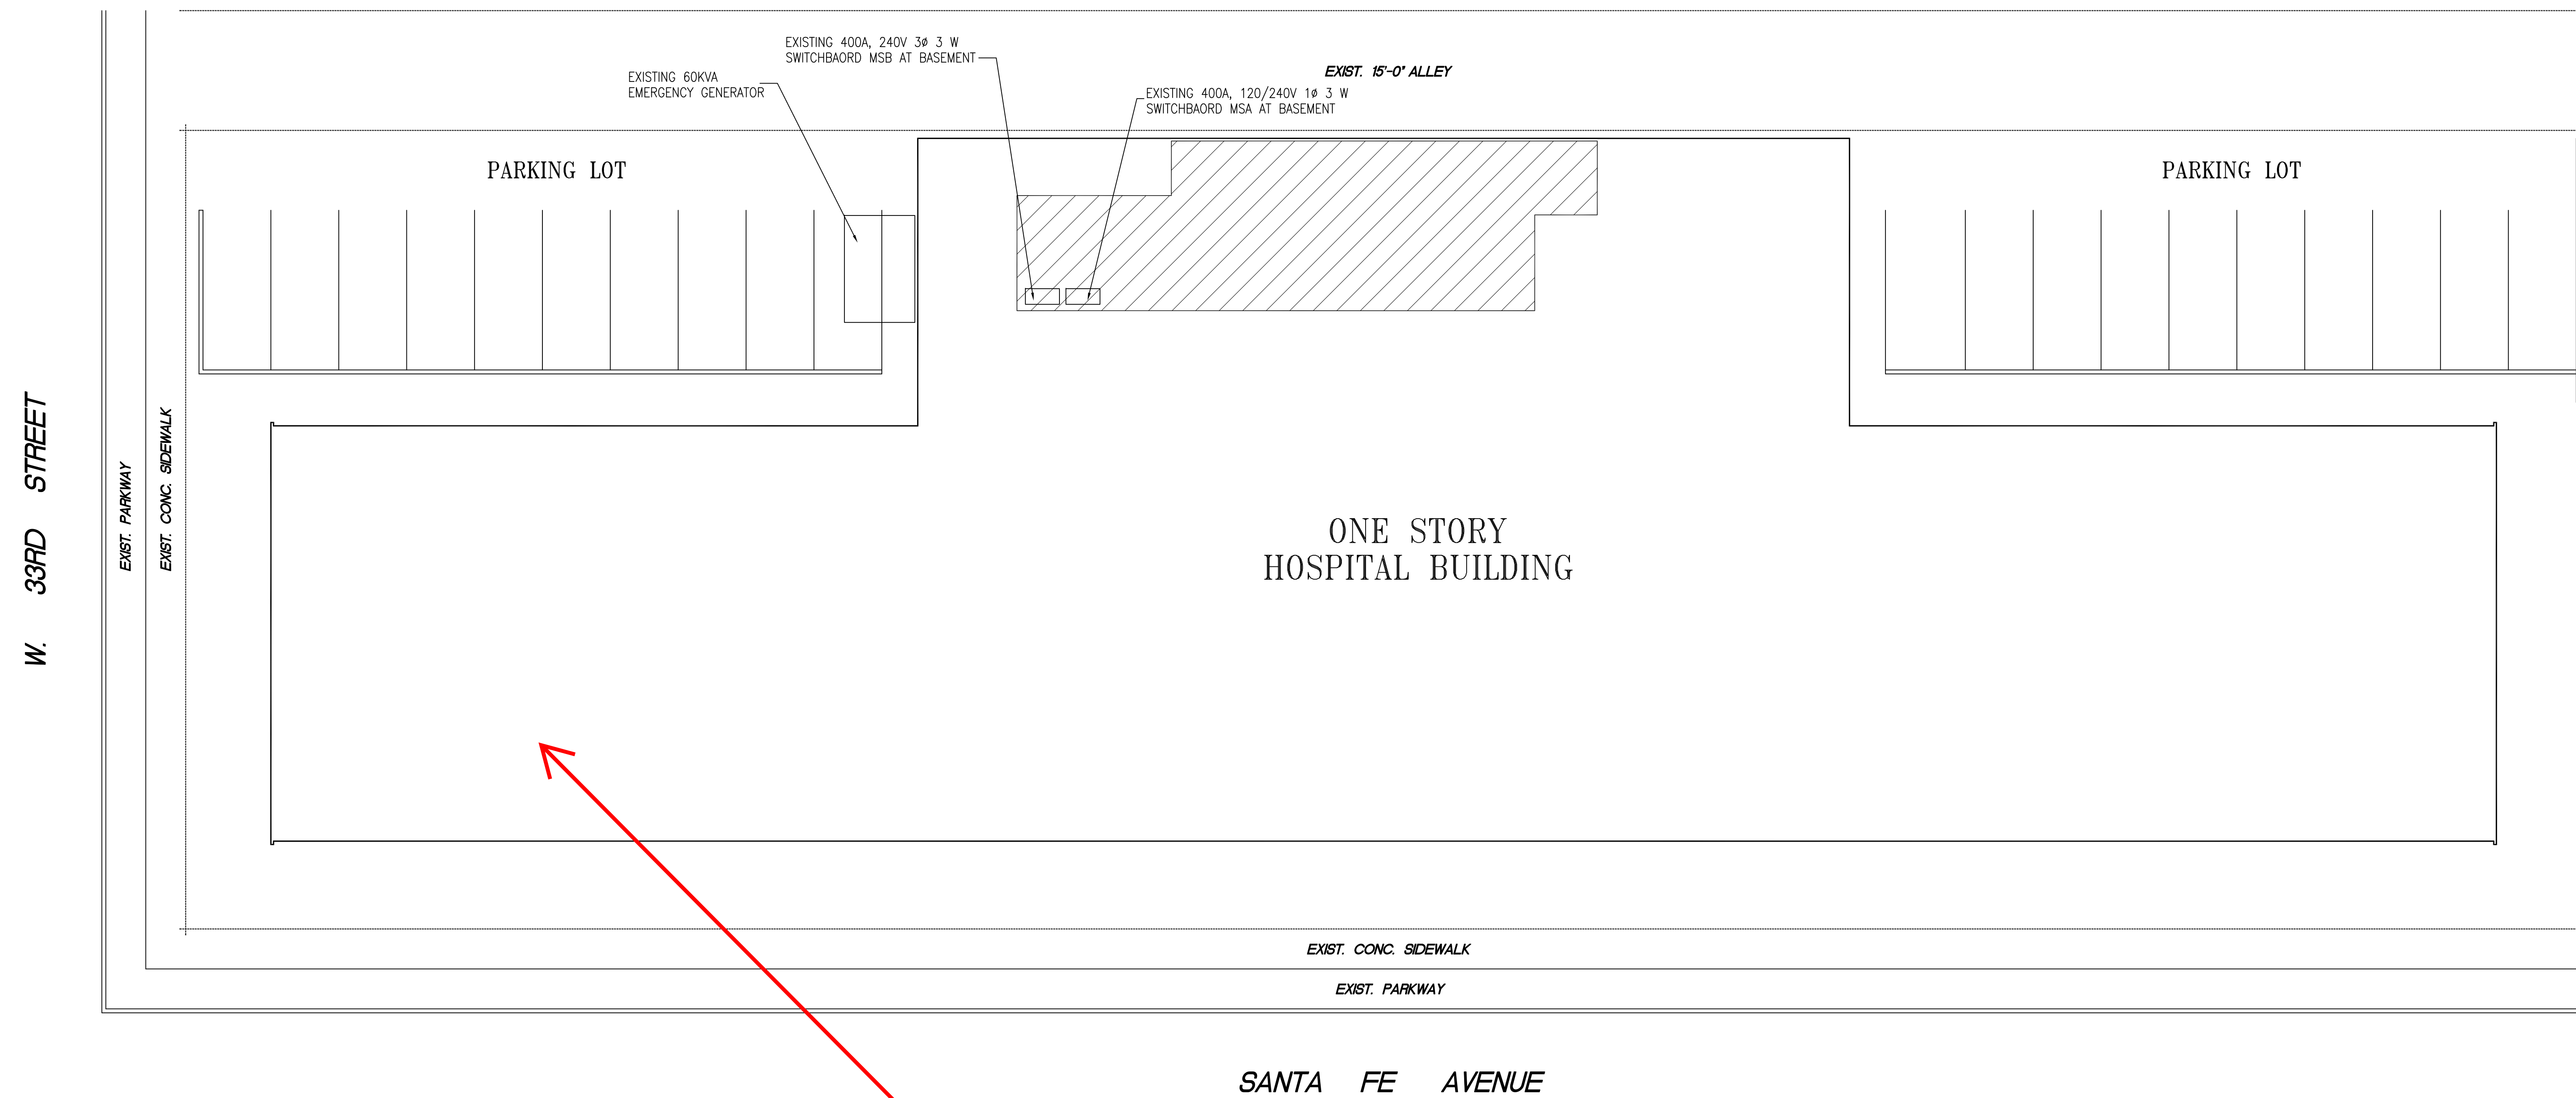 EXISTING 400A, 240V 3Ø 3 W
SWITCHBAORD MSB AT BASEMENT
EXIST. 15'-0" ALLEY
EXISTING 60KVA
EMERGENCY GENERATOR
EXISTING 400A, 120/240V 1Ø 3 W
SWITCHBAORD MSA AT BASEMENT
PARKING LOT
PARKING LOT
W. 33RD STREET
EXIST. PARKWAY
EXIST. CONC. SIDEWALK
ONE STORY
HOSPITAL BUILDING
EXIST. CONC. SIDEWALK
EXIST. PARKWAY
SANTA FE AVENUE